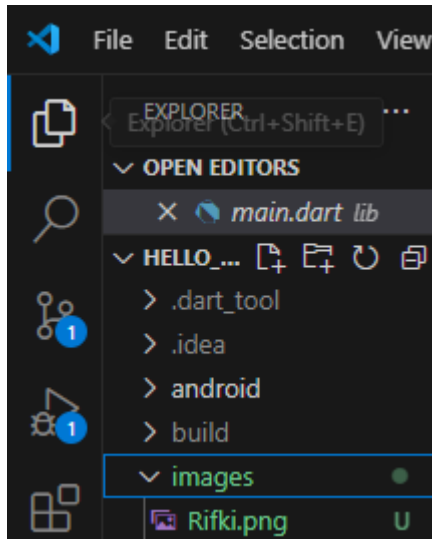 File Edit Selection View
EXPLORER ...
Explorer (Ctrl+Shift+E)
OPEN EDITORS
main.dart lib
HELLO_...
.dart_tool
.idea
1
android
1
build
images
Rifki.png U